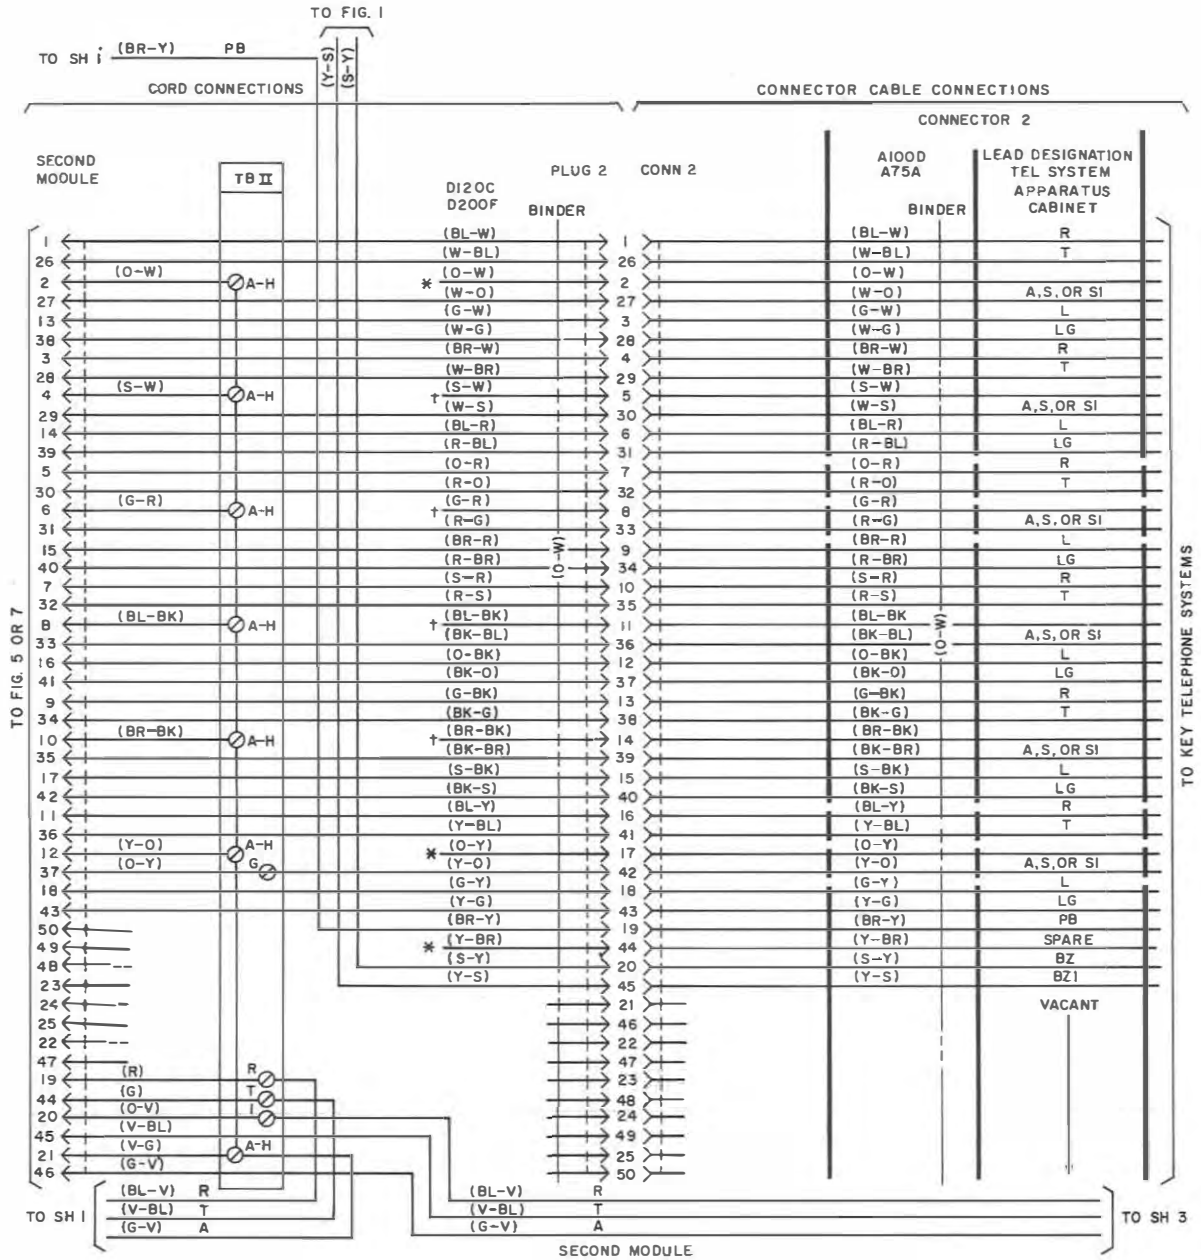 TO FIG. 1
TO SH i (BR-Y) PB (Y-S) (S-Y)
CORD CONNECTIONS CONNECTOR CABLE CONNECTIONS
CONNECTOR 2
SECOND MODULE TB II D120C D200F BINDER PLUG 2 CONN 2 A100D A75A BINDER LEAD DESIGNATION TEL SYSTEM APPARATUS CABINET
TO FIG. 5 OR 7
TO KEY TELEPHONE SYSTEMS
1 (BL-W) 1 (BL-W) R
26 (W-BL) 26 (W-BL) T
2 (O-W) A-H * (O-W) 2 (O-W)
27 (W-O) 27 (W-O) A,S,OR SI
13 (G-W) 3 (G-W) L
38 (W-G) 28 (W-G) LG
3 (BR-W) 4 (BR-W) R
28 (W-BR) 29 (W-BR) T
4 (S-W) A-H † (S-W) 5 (S-W)
29 (W-S) 30 (W-S) A,S,OR SI
14 (BL-R) 6 (BL-R) L
39 (R-BL) 31 (R-BL) LG
5 (O-R) 7 (O-R) R
30 (R-O) 32 (R-O) T
6 (G-R) A-H † (G-R) 8 (G-R)
31 (R-G) 33 (R-G) A,S,OR SI
15 (BR-R) 9 (BR-R) L
40 (R-BR) (O-W) 34 (R-BR) LG
7 (S-R) 10 (S-R) R
32 (R-S) 35 (R-S) T
8 (BL-BK) A-H † (BL-BK) 11 (BL-BK
33 (BK-BL) 36 (BK-BL) (O-W) A,S,OR SI
16 (O-BK) 12 (O-BK) L
41 (BK-O) 37 (BK-O) LG
9 (G-BK) 13 (G-BK) R
34 (BK-G) 38 (BK-G) T
10 (BR-BK) A-H † (BR-BK) 14 (BR-BK)
35 (BK-BR) 39 (BK-BR) A,S,OR SI
17 (S-BK) 15 (S-BK) L
42 (BK-S) 40 (BK-S) LG
11 (BL-Y) 16 (BL-Y) R
36 (Y-BL) 41 (Y-BL) T
12 (Y-O) A-H * (O-Y) 17 (O-Y)
37 (O-Y) G (Y-O) 42 (Y-O) A,S,OR SI
18 (G-Y) 18 (G-Y) L
43 (Y-G) 43 (Y-G) LG
50 (BR-Y) 19 (BR-Y) PB
49 * (Y-BR) 44 (Y-BR) SPARE
48 (S-Y) 20 (S-Y) BZ
23 (Y-S) 45 (Y-S) BZ1
24 21 VACANT
25 46
22 22
47 47
19 (R) R 23
44 (G) T 48
20 (O-V) I 24
45 (V-BL) 49
21 (V-G) A-H 25
46 (G-V) 50
TO SH 1 (BL-V) R (BL-V) R
(V-BL) T (V-BL) T TO SH 3
(G-V) A (G-V) A
SECOND MODULE